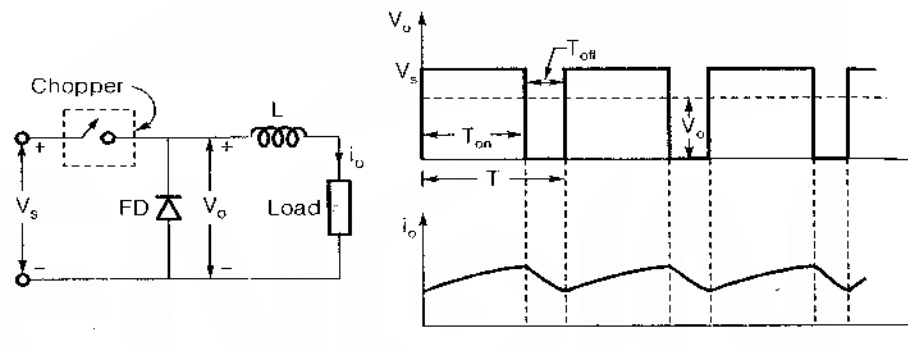 Chopper
+
V_s
−
FD
+
V_o
−
L
i_o
Load
V_o
V_s
T_off
T_on
V_o
T
i_o